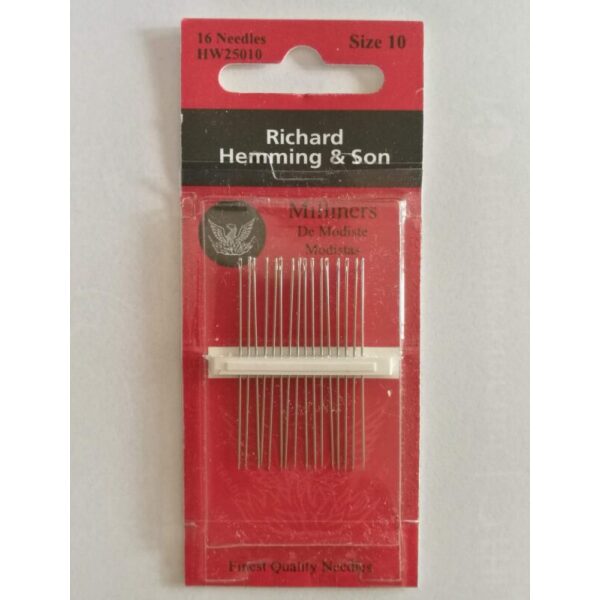 16 Needles
HW25010
Size 10
Richard
Hemming & Son
Milliners
De Modiste
Modistas
Finest Quality Needles